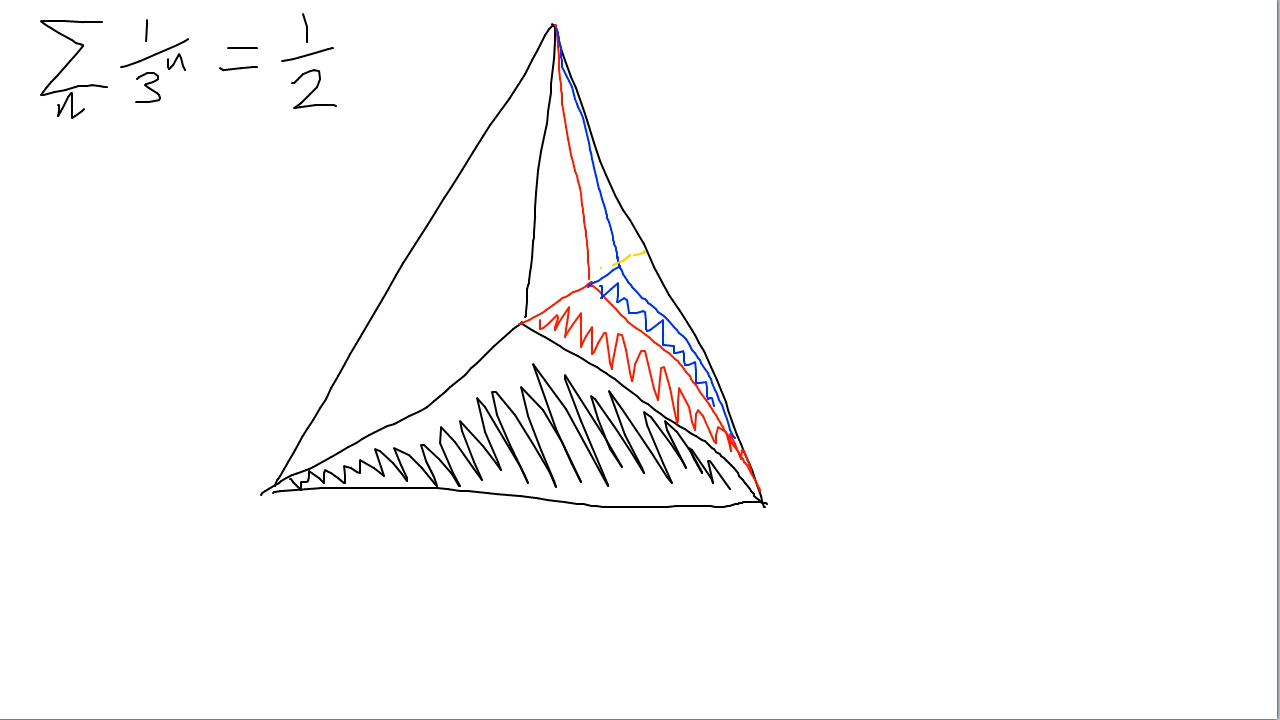 ∑ₙ 1/3ⁿ = 1/2